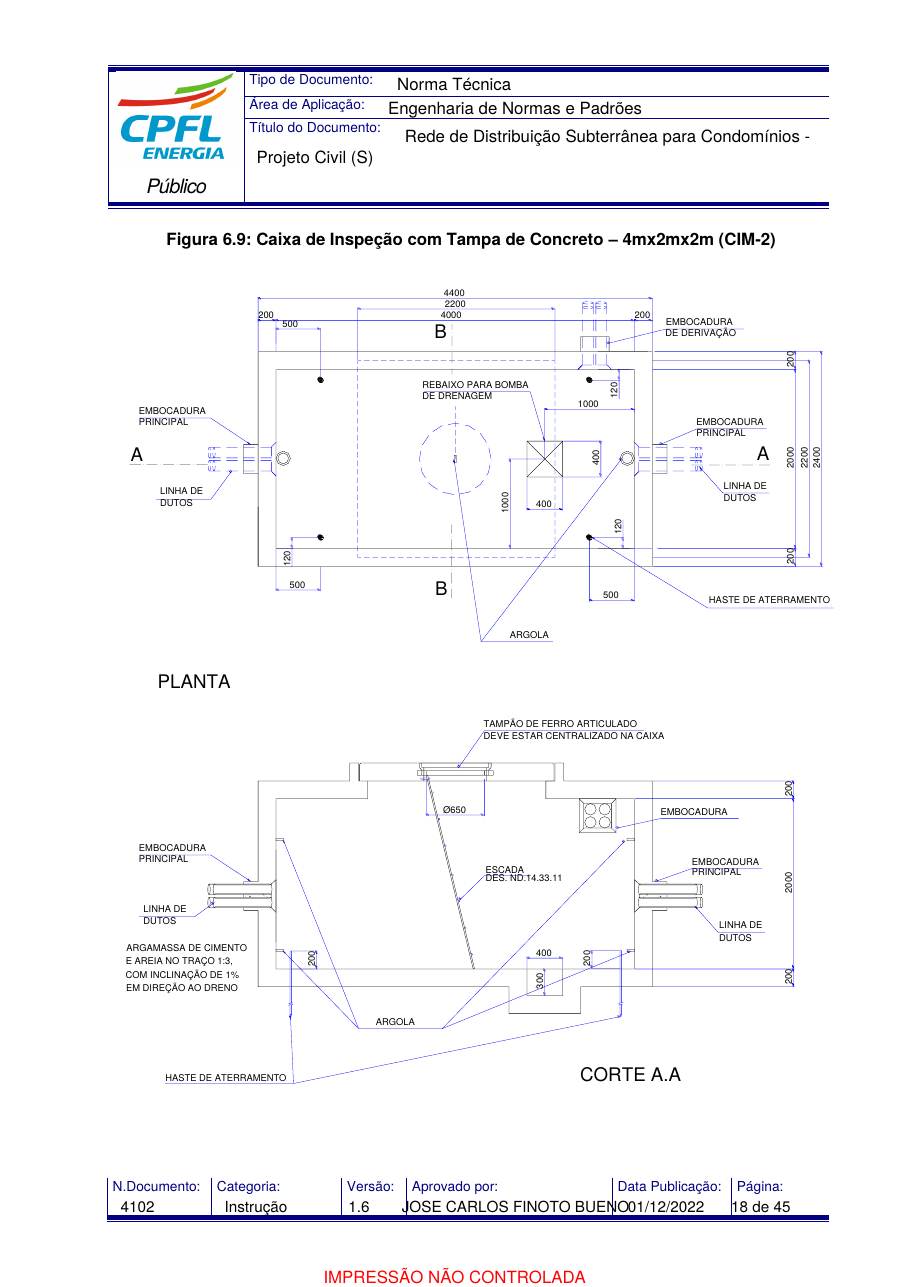 CPFL
ENERGIA
Público
Tipo de Documento: Norma Técnica
Área de Aplicação: Engenharia de Normas e Padrões
Título do Documento: Rede de Distribuição Subterrânea para Condomínios -
Projeto Civil (S)
Figura 6.9: Caixa de Inspeção com Tampa de Concreto – 4mx2mx2m (CIM-2)
4400
2200
200 4000 200
500
B
EMBOCADURA
DE DERIVAÇÃO
200
REBAIXO PARA BOMBA
DE DRENAGEM
120
1000
EMBOCADURA
PRINCIPAL
EMBOCADURA
PRINCIPAL
A
A
400
2000
2200
2400
LINHA DE
DUTOS
LINHA DE
DUTOS
1000
400
120
120
200
500
B
500
HASTE DE ATERRAMENTO
ARGOLA
PLANTA
TAMPÃO DE FERRO ARTICULADO
DEVE ESTAR CENTRALIZADO NA CAIXA
200
Ø650
EMBOCADURA
EMBOCADURA
PRINCIPAL
ESCADA
DES. ND.14.33.11
EMBOCADURA
PRINCIPAL
2000
LINHA DE
DUTOS
LINHA DE
DUTOS
ARGAMASSA DE CIMENTO
E AREIA NO TRAÇO 1:3,
COM INCLINAÇÃO DE 1%
EM DIREÇÃO AO DRENO
200
400
200
300
200
ARGOLA
HASTE DE ATERRAMENTO
CORTE A.A
N.Documento: Categoria: Versão: Aprovado por: Data Publicação: Página:
4102 Instrução 1.6 JOSE CARLOS FINOTO BUENO 01/12/2022 18 de 45
IMPRESSÃO NÃO CONTROLADA